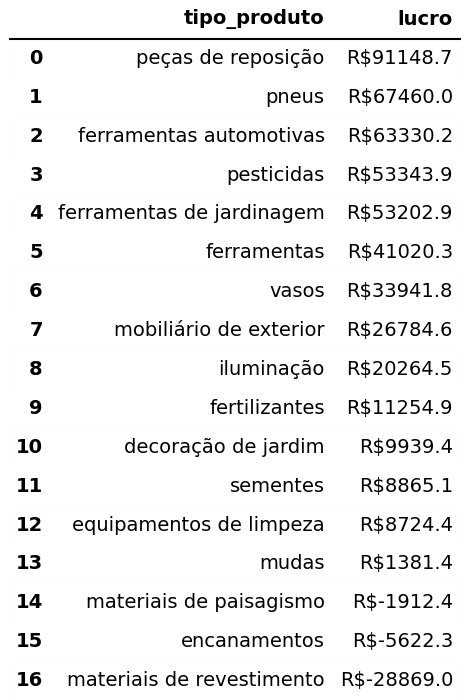 tipo_produto lucro
0 peças de reposição R$91148.7
1 pneus R$67460.0
2 ferramentas automotivas R$63330.2
3 pesticidas R$53343.9
4 ferramentas de jardinagem R$53202.9
5 ferramentas R$41020.3
6 vasos R$33941.8
7 mobiliário de exterior R$26784.6
8 iluminação R$20264.5
9 fertilizantes R$11254.9
10 decoração de jardim R$9939.4
11 sementes R$8865.1
12 equipamentos de limpeza R$8724.4
13 mudas R$1381.4
14 materiais de paisagismo R$-1912.4
15 encanamentos R$-5622.3
16 materiais de revestimento R$-28869.0